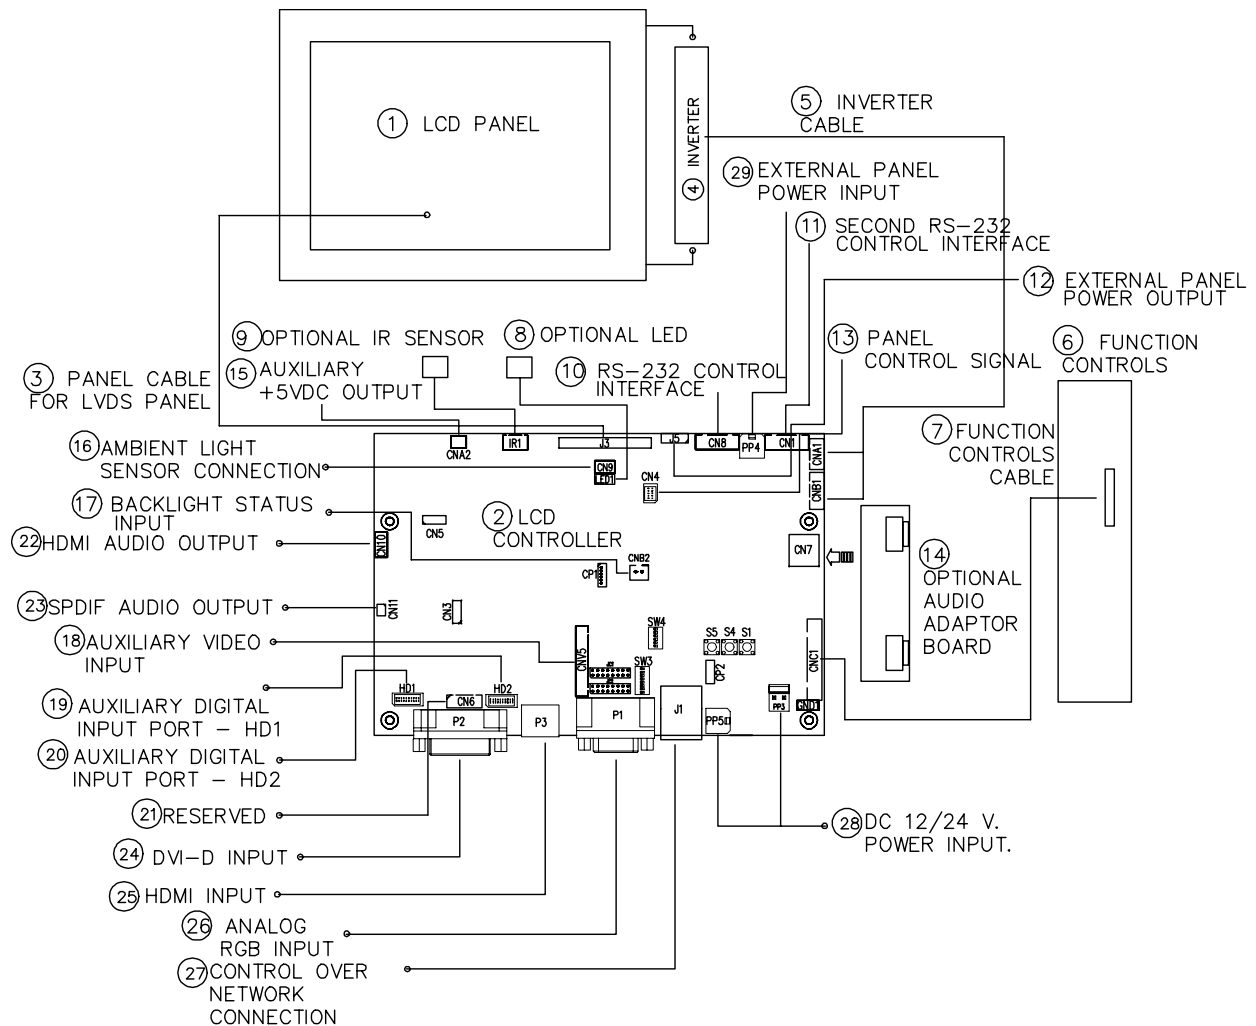 1 LCD PANEL
4 INVERTER
5 INVERTER
CABLE
29 EXTERNAL PANEL
POWER INPUT
11 SECOND RS-232
CONTROL INTERFACE
12 EXTERNAL PANEL
POWER OUTPUT
9 OPTIONAL IR SENSOR
8 OPTIONAL LED
13 PANEL
CONTROL SIGNAL
6 FUNCTION
CONTROLS
3 PANEL CABLE
FOR LVDS PANEL
15 AUXILIARY
+5VDC OUTPUT
10 RS-232 CONTROL
INTERFACE
16 AMBIENT LIGHT
SENSOR CONNECTION
7 FUNCTION
CONTROLS
CABLE
CNA2
IR1
J3
J5
CN8
PP4
CN1
CNA1
CN9
LED1
CN4
CNB1
17 BACKLIGHT STATUS
INPUT
22 HDMI AUDIO OUTPUT
CN10
CN5
2 LCD
CONTROLLER
CN7
14 OPTIONAL
AUDIO
ADAPTOR
BOARD
CP1
CNB2
23 SPDIF AUDIO OUTPUT
CN11
CN3
18 AUXILIARY VIDEO
INPUT
SW4
S5
S4
S1
CNV5
SW3
CP2
CNC1
19 AUXILIARY DIGITAL
INPUT PORT - HD1
HD1
CN6
HD2
P2
P3
P1
J1
PP5
PP3
GND1
20 AUXILIARY DIGITAL
INPUT PORT - HD2
21 RESERVED
28 DC 12/24 V.
POWER INPUT.
24 DVI-D INPUT
25 HDMI INPUT
26 ANALOG
RGB INPUT
27 CONTROL OVER
NETWORK
CONNECTION